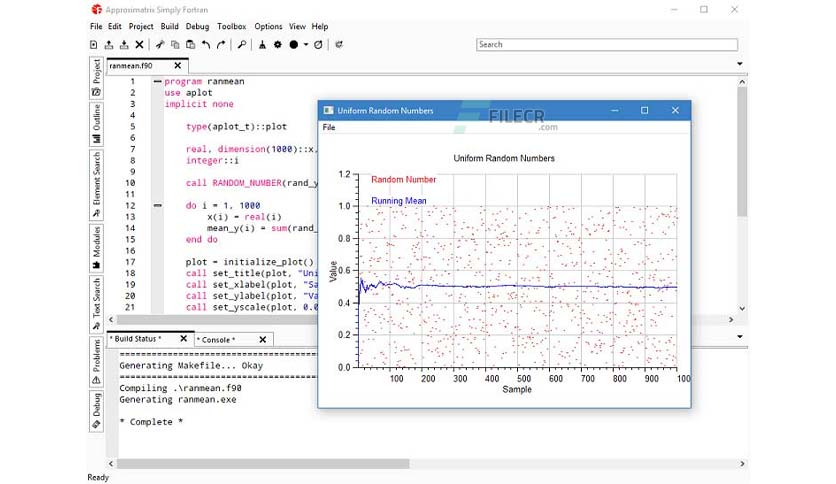 Approximatrix Simply Fortran
File Edit Project Build Debug Toolbox Options View Help
Search
ranmean.f90
Project
Outline
Element Search
Modules
Text Search
Problems
Debug
1 program ranmean
2 use aplot
3 implicit none
4
5 type(aplot_t)::plot
6
7 real, dimension(1000)::x,
8 integer::i
9
10 call RANDOM_NUMBER(rand_y
11
12 do i = 1, 1000
13 x(i) = real(i)
14 mean_y(i) = sum(rand_
15 end do
16
17 plot = initialize_plot()
18 call set_title(plot, "Uni
19 call set_xlabel(plot, "Sa
20 call set_ylabel(plot, "Va
21 call set_yscale(plot, 0.0
Uniform Random Numbers
FILECR
.com
File
Uniform Random Numbers
Random Number
Running Mean
1.2
1.0
0.8
0.6
0.4
0.2
0.0
Value
100 200 300 400 500 600 700 800 900 100
Sample
* Build Status *
* Console *
Generating Makefile... Okay
Compiling .\ranmean.f90
Generating ranmean.exe
* Complete *
Ready